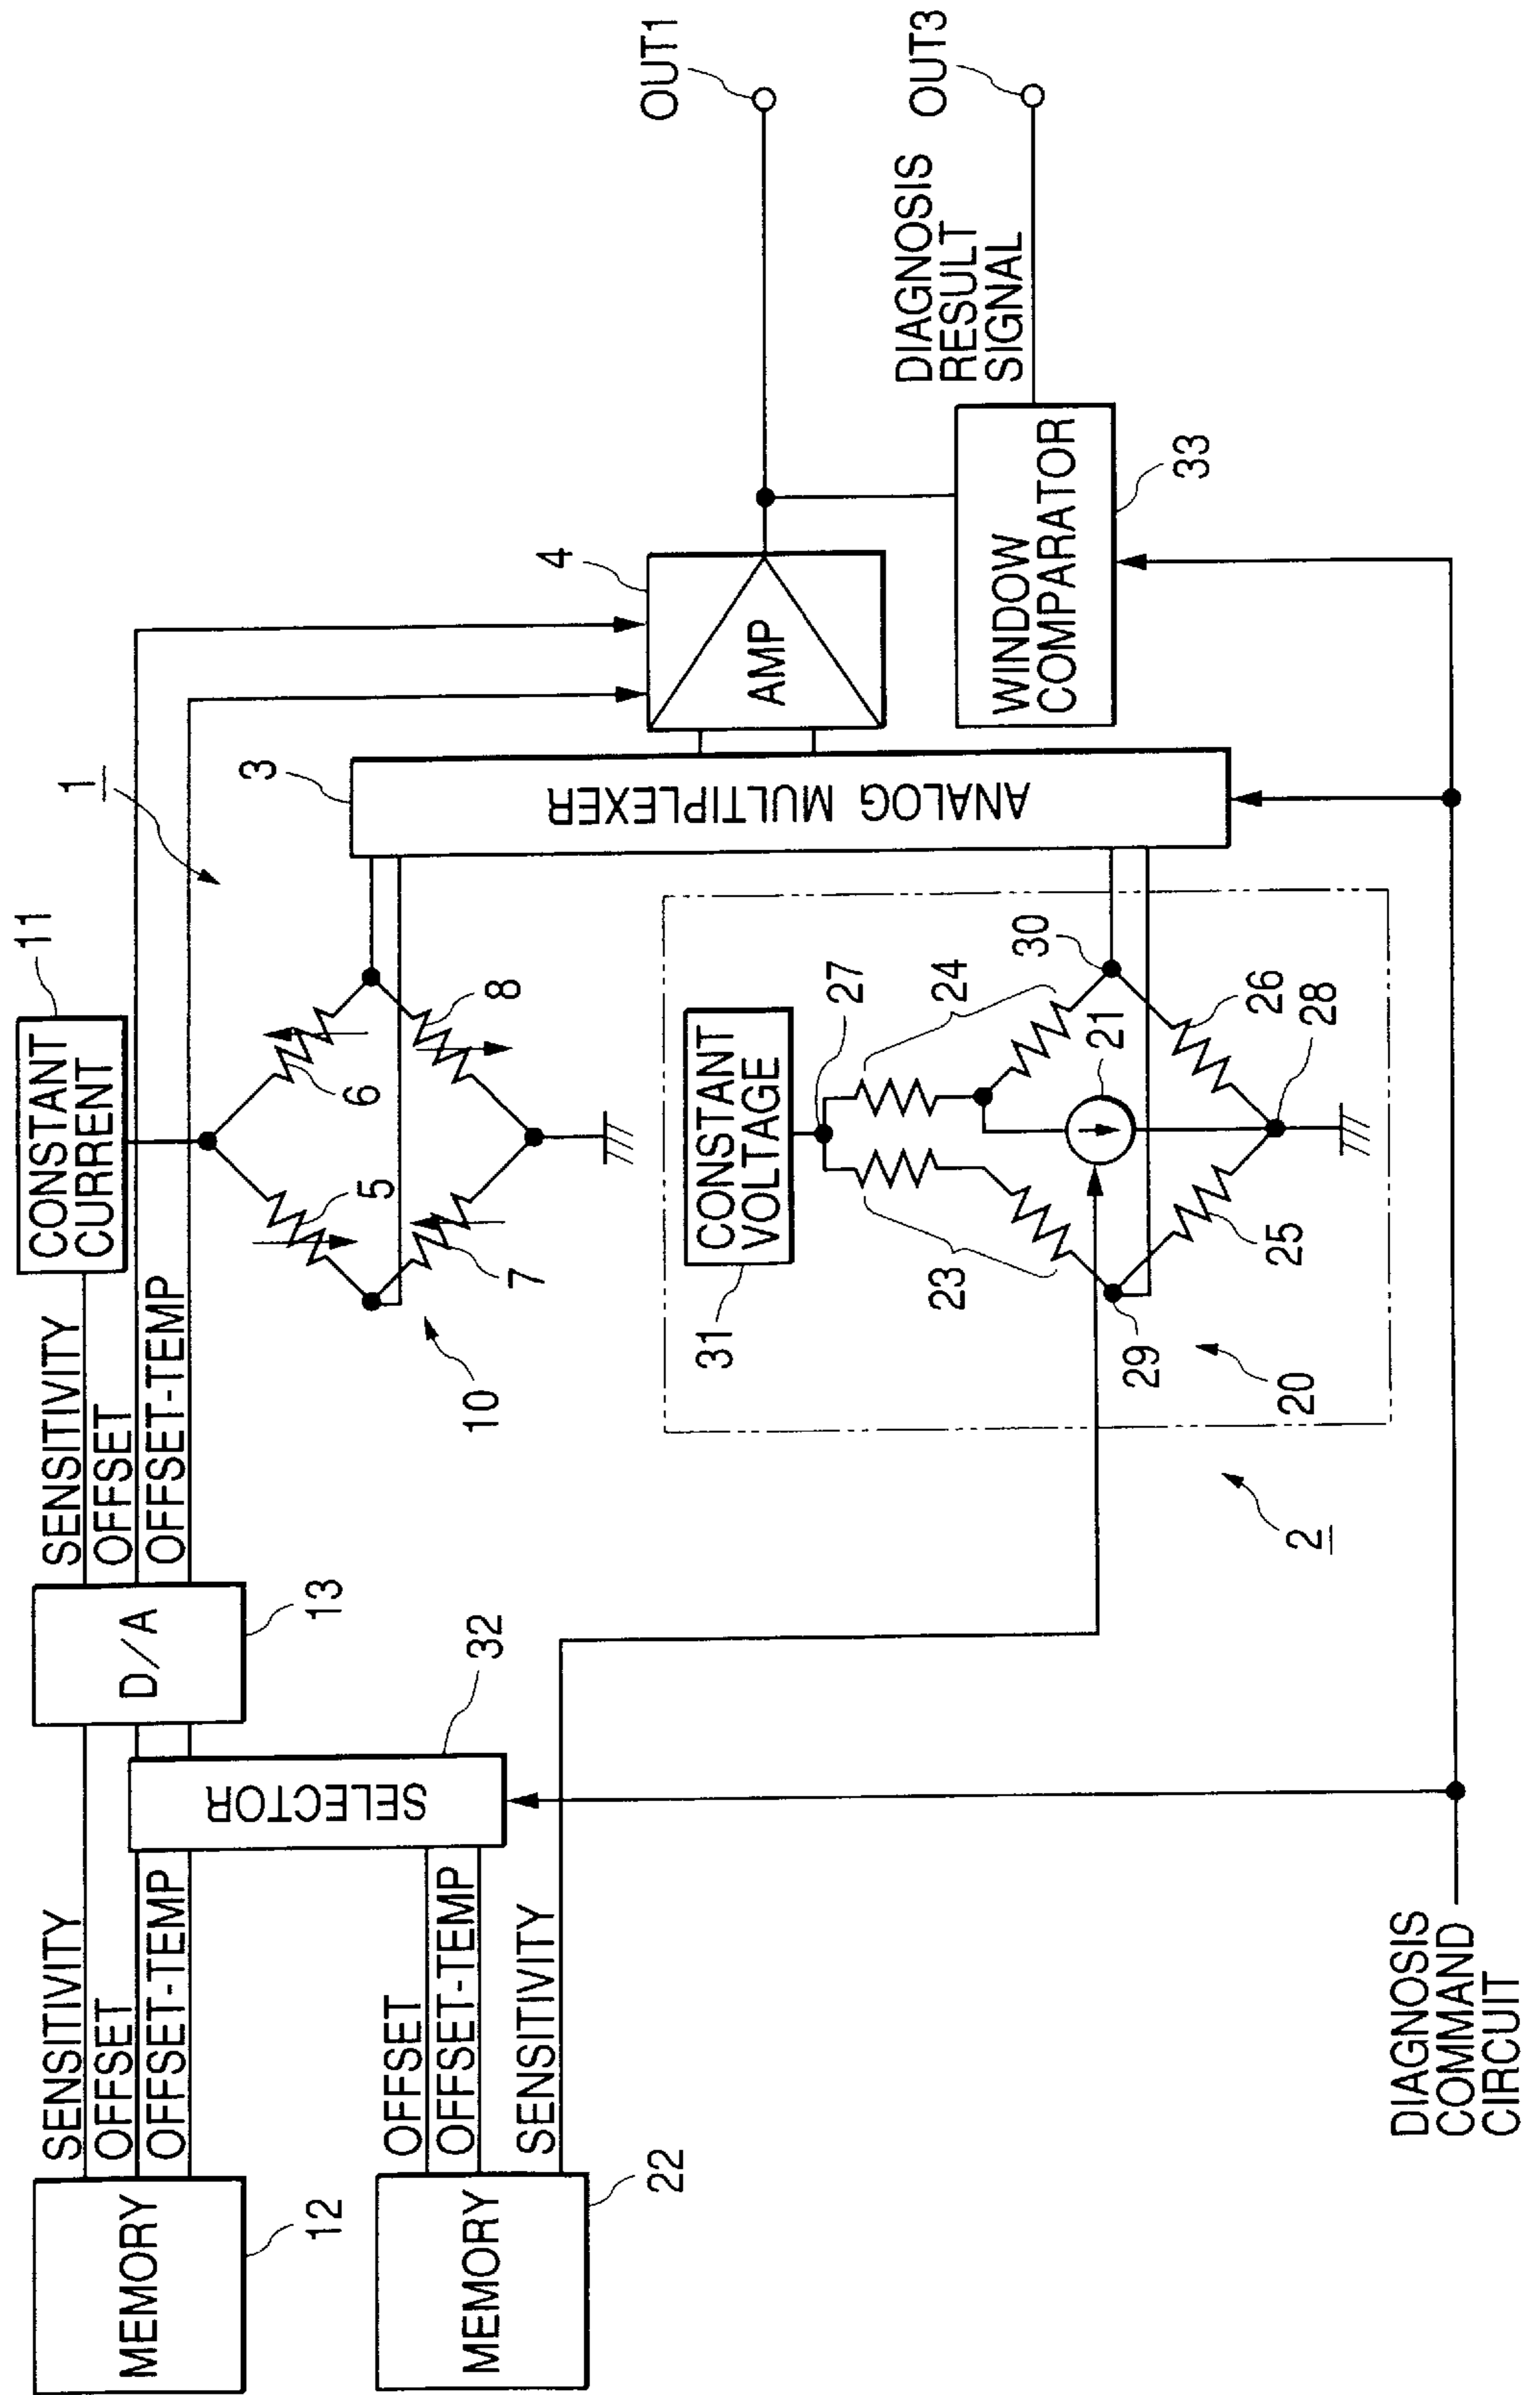 MEMORY
12
MEMORY
22
SENSITIVITY
OFFSET
OFFSET-TEMP
OFFSET
OFFSET-TEMP
SENSITIVITY
SELECTOR
32
D/A
13
SENSITIVITY
OFFSET
OFFSET-TEMP
CONSTANT
CURRENT
11
1
5
6
7
8
10
3
ANALOG MULTIPLEXER
4
AMP
OUT1
CONSTANT
VOLTAGE
31
27
23
24
30
21
26
28
25
29
20
2
WINDOW
COMPARATOR
33
DIAGNOSIS
RESULT
SIGNAL
OUT3
DIAGNOSIS
COMMAND
CIRCUIT